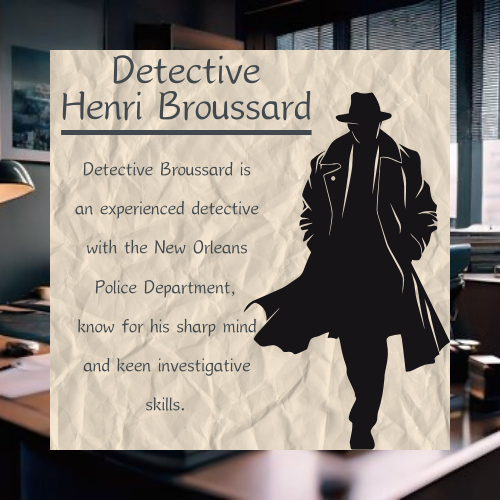 Detective
Henri Broussard
Detective Broussard is
an experienced detective
with the New Orleans
Police Department,
know for his sharp mind
and keen investigative
skills.